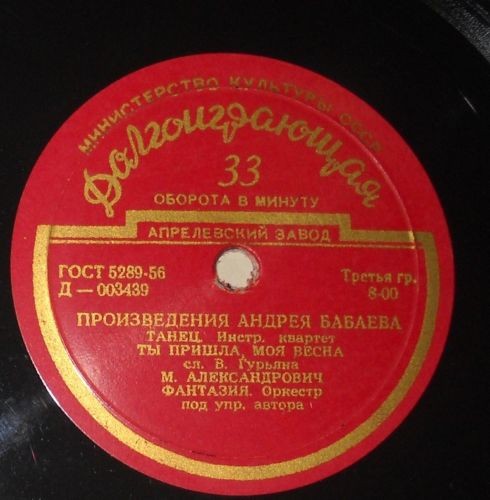 МИНИСТЕРСТВО КУЛЬТУРЫ СССР
Долгоиграющая
33
ОБОРОТА В МИНУТУ
АПРЕЛЕВСКИЙ ЗАВОД
ГОСТ 5289-56
Д — 003439
Третья гр.
8-00
ПРОИЗВЕДЕНИЯ АНДРЕЯ БАБАЕВА
ТАНЕЦ. Инстр. квартет
ТЫ ПРИШЛА, МОЯ ВЕСНА
сл. В. Гурьяна
М. АЛЕКСАНДРОВИЧ
ФАНТАЗИЯ. Оркестр
под упр. автора